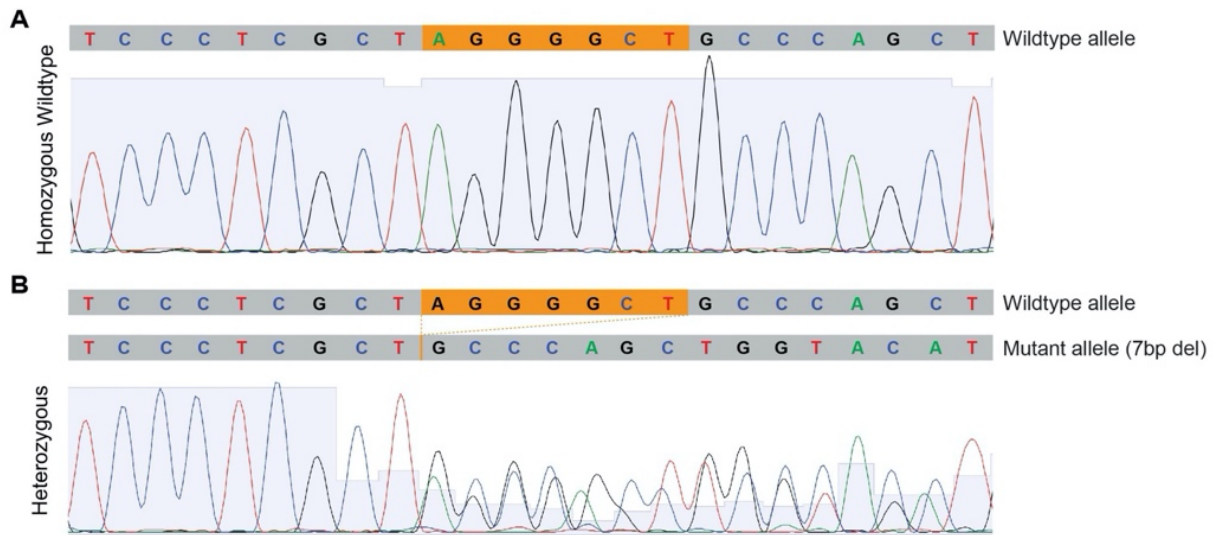 A
T C C C T C G C T A G G G G C T G C C C A G C T Wildtype allele
Homozygous Wildtype
B
T C C C T C G C T A G G G G C T G C C C A G C T Wildtype allele
T C C C T C G C T G C C C A G C T G G T A C A T Mutant allele (7bp del)
Heterozygous